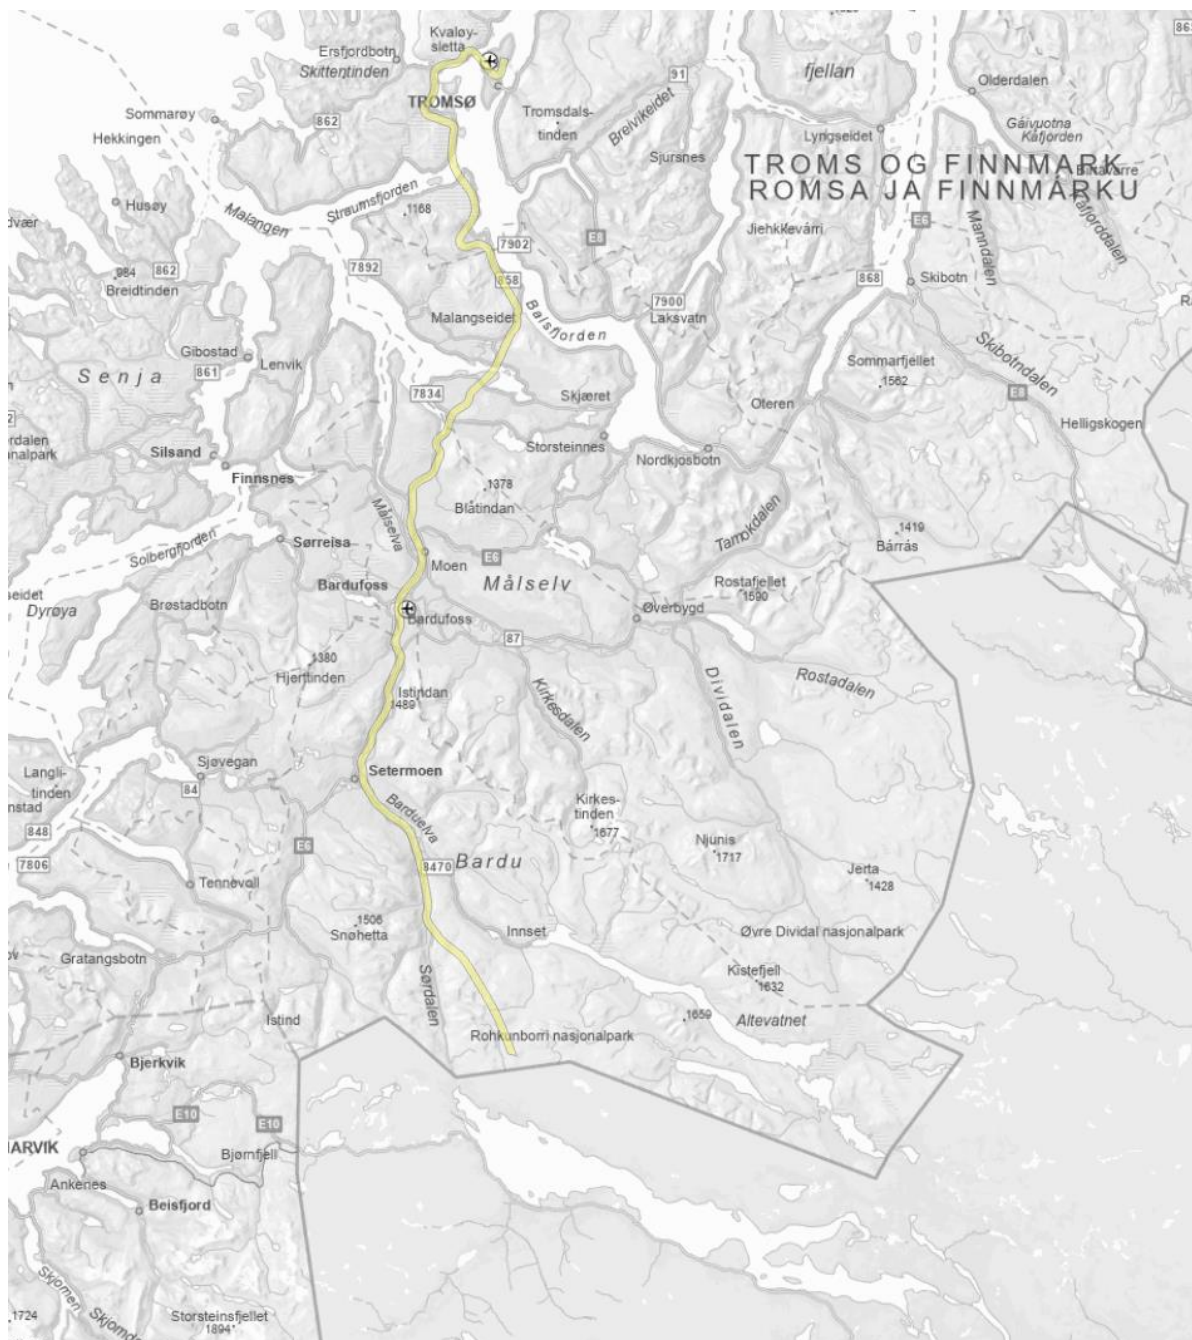 Kvaløy-
sletta
Ersfjordbotn
Skittentinden
91
fjellan
Olderdalen
TROMSØ
Sommarøy
862
Tromsdals-
tinden
Breivikeidet
Lyngseidet
Gáivuotna
Kåfjorden
Hekkingen
Sjursnes
TROMS OG FINNMARK
ROMSA JA FINNMÁRKU
Husøy
Straumsfjorden
1168
Malangen
Jiehkkevárri
E6
Manndalen
E8
7902
984
862
7892
858
868
Skibotn
Breidtinden
7900
Laksvatn
Malangseidet
Balsfjorden
Gibostad
Lenvik
Sommarfjellet
1562
Skibotndalen
Senja
861
7834
Skjæret
Oteren
E8
Helligskogen
Storsteinnes
Nordkjosbotn
Silsand
Finnsnes
1378
Blåtindan
Målselva
Tamokdalen
1419
Bárrás
Solbergfjorden
Sørreisa
E6
Moen
Målselv
Bardufoss
Rostafjellet
1590
Dyrøya
Brøstadbotn
Bardufoss
Øverbygd
87
1380
Hjerttinden
Istindan
1489
Kirkesdalen
Dividalen
Rostadalen
Sjøvegan
Setermoen
Langli-
tinden
84
Barduelva
Kirkes-
tinden
1677
848
E6
Njunis
1717
7806
8470
Bardu
Jerta
1428
Tennevoll
1506
Snøhetta
Innset
Øvre Dividal nasjonalpark
Gratangsbotn
Sørdalen
Kistefjell
1632
Istind
1659
Altevatnet
Rohkunborri nasjonalpark
Bjerkvik
E10
E10
Bjørnfjell
Ankenes
Beisfjord
Skjomen
1724
Storsteinsfjellet
1894